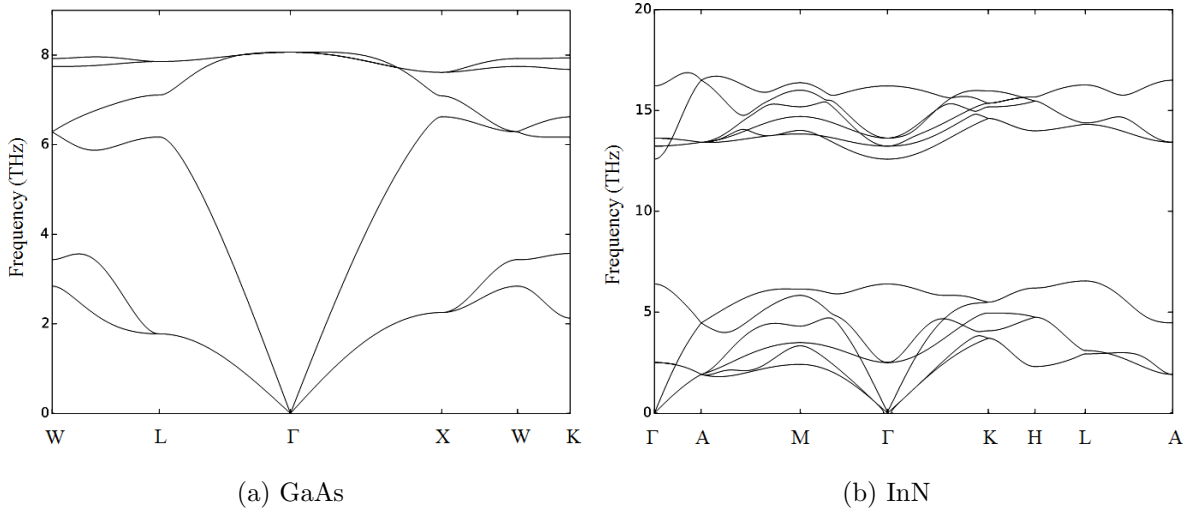 Frequency (THz)
8
6
4
2
0
W L Γ X W K
(a) GaAs
Frequency (THz)
20
15
10
5
0
Γ A M Γ K H L A
(b) InN